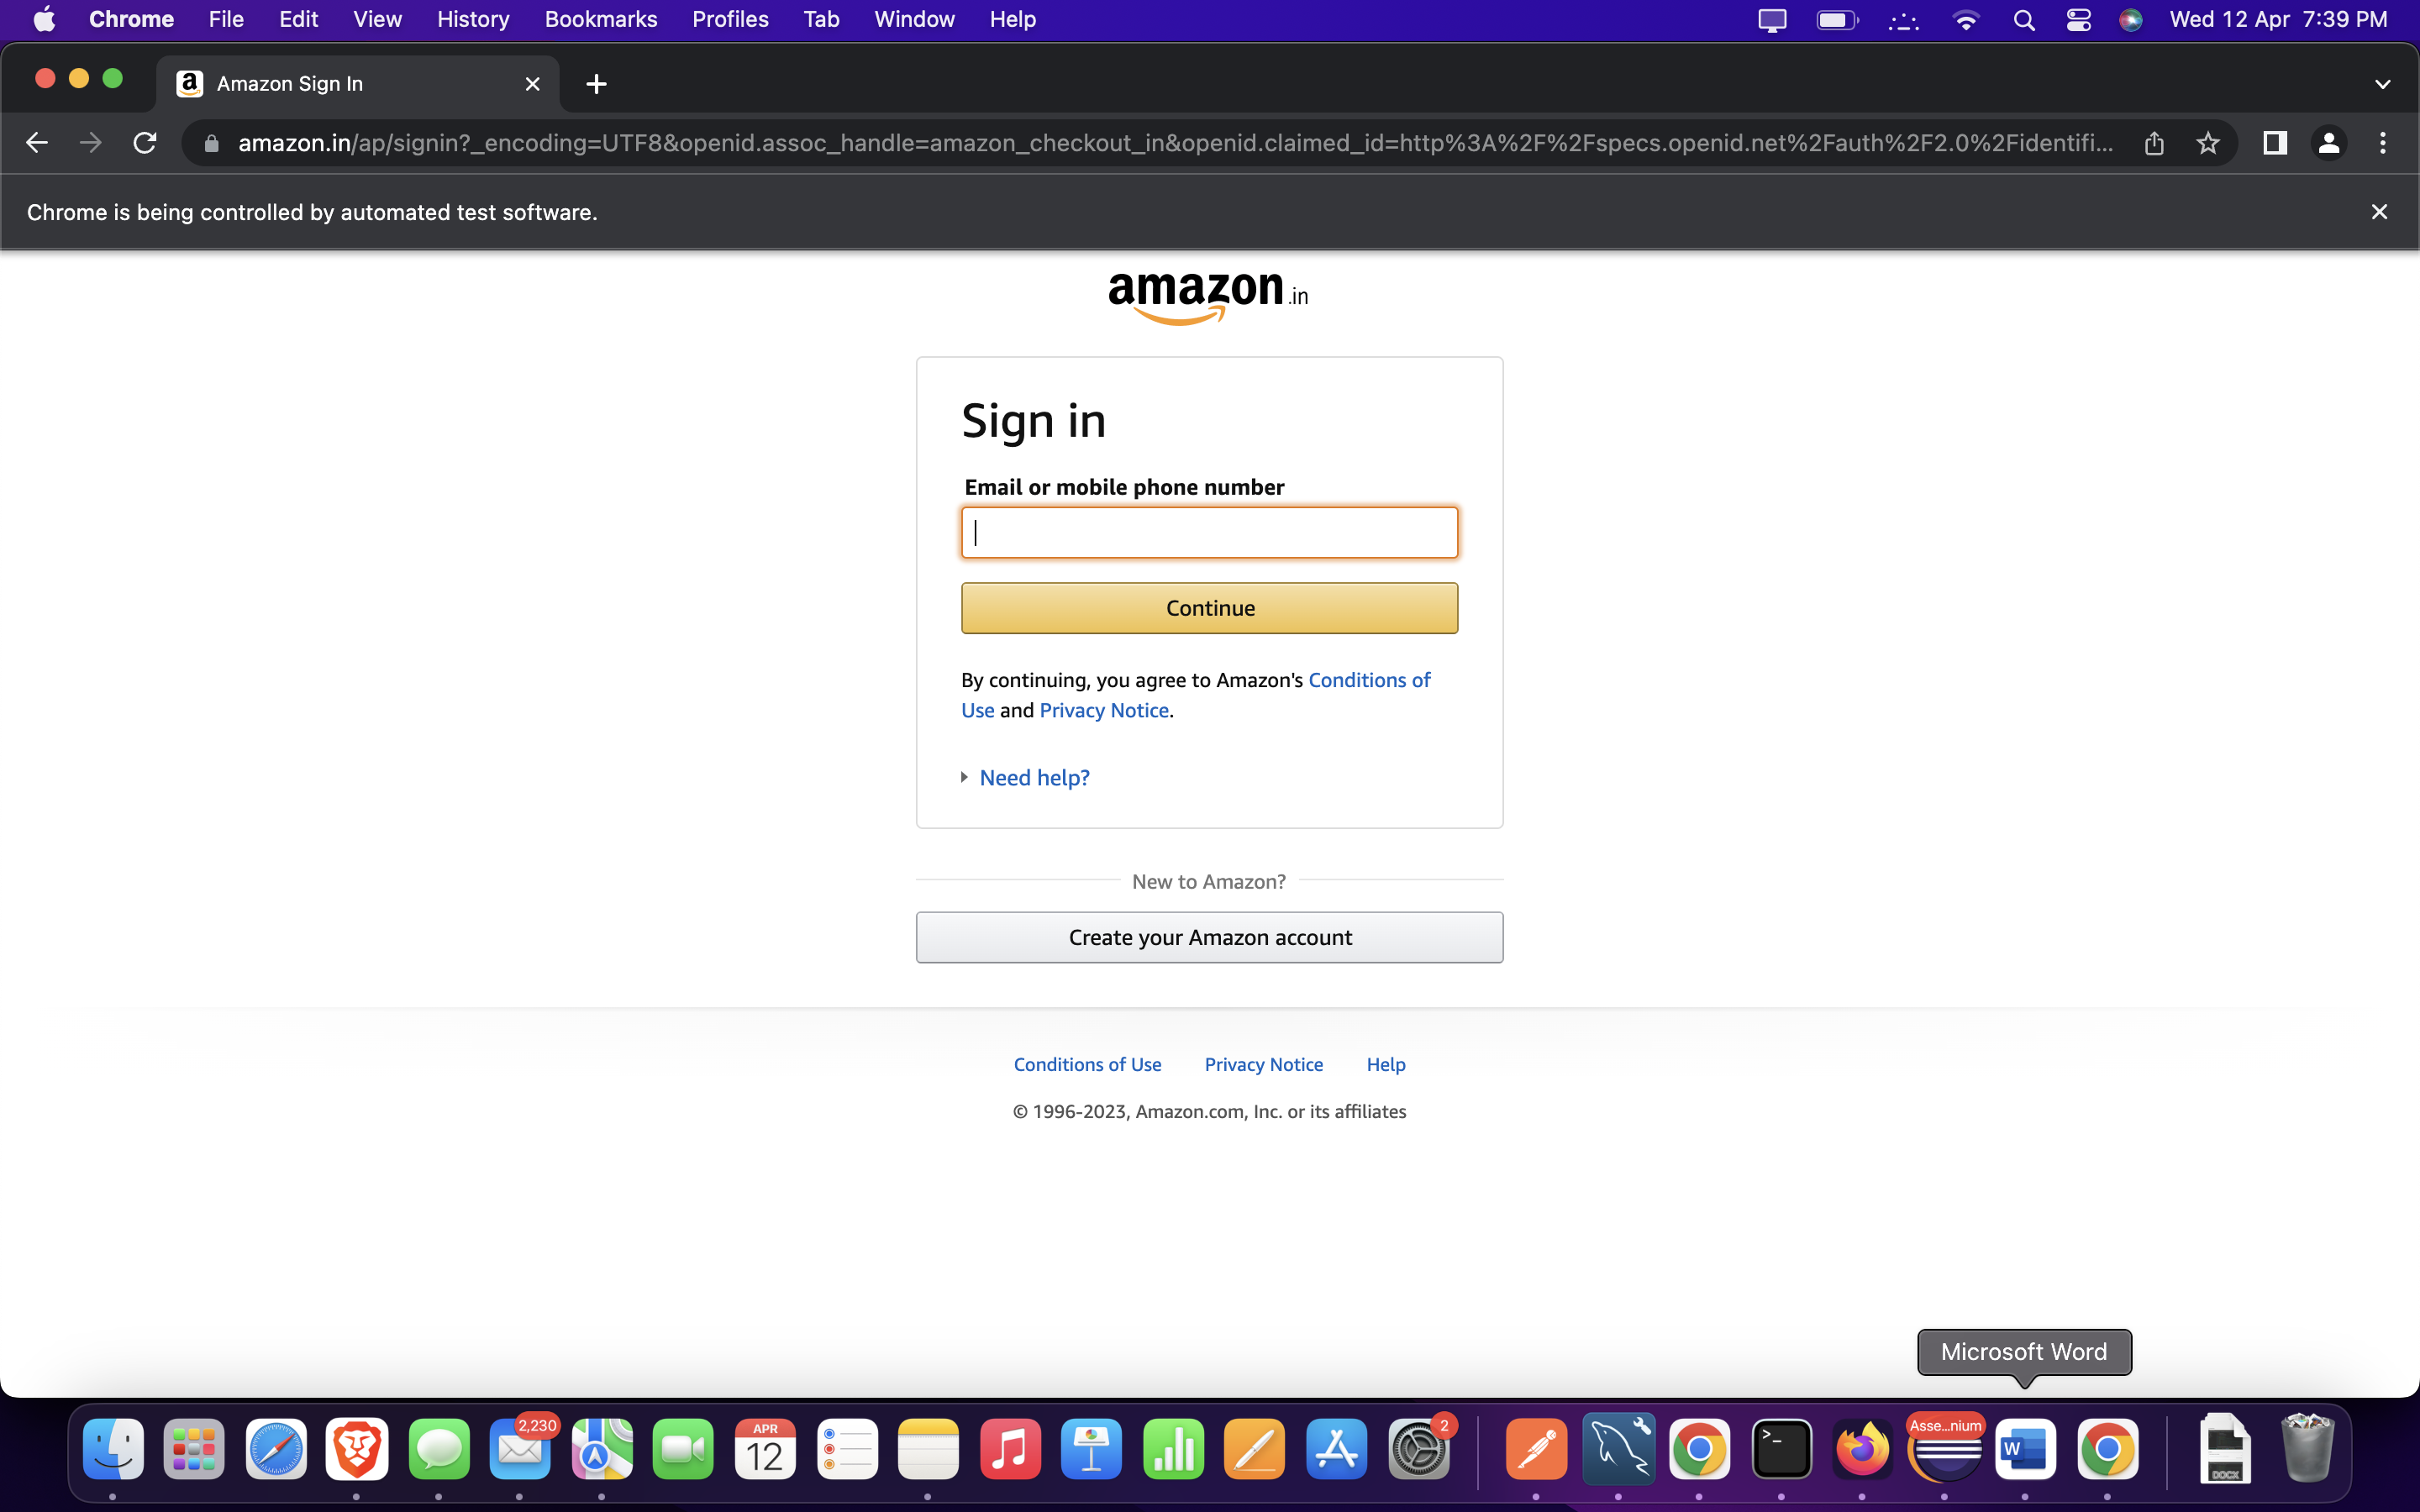 Chrome File Edit View History Bookmarks Profiles Tab Window Help Wed 12 Apr 7:39 PM
Amazon Sign In
amazon.in/ap/signin?_encoding=UTF8&openid.assoc_handle=amazon_checkout_in&openid.claimed_id=http%3A%2F%2Fspecs.openid.net%2Fauth%2F2.0%2Fidentifi...
Chrome is being controlled by automated test software.
amazon.in
Sign in
Email or mobile phone number
Continue
By continuing, you agree to Amazon's Conditions of
Use and Privacy Notice.
Need help?
New to Amazon?
Create your Amazon account
Conditions of Use Privacy Notice Help
© 1996-2023, Amazon.com, Inc. or its affiliates
Microsoft Word
2,230
APR
12
2
Asse...nium
W
DOCX